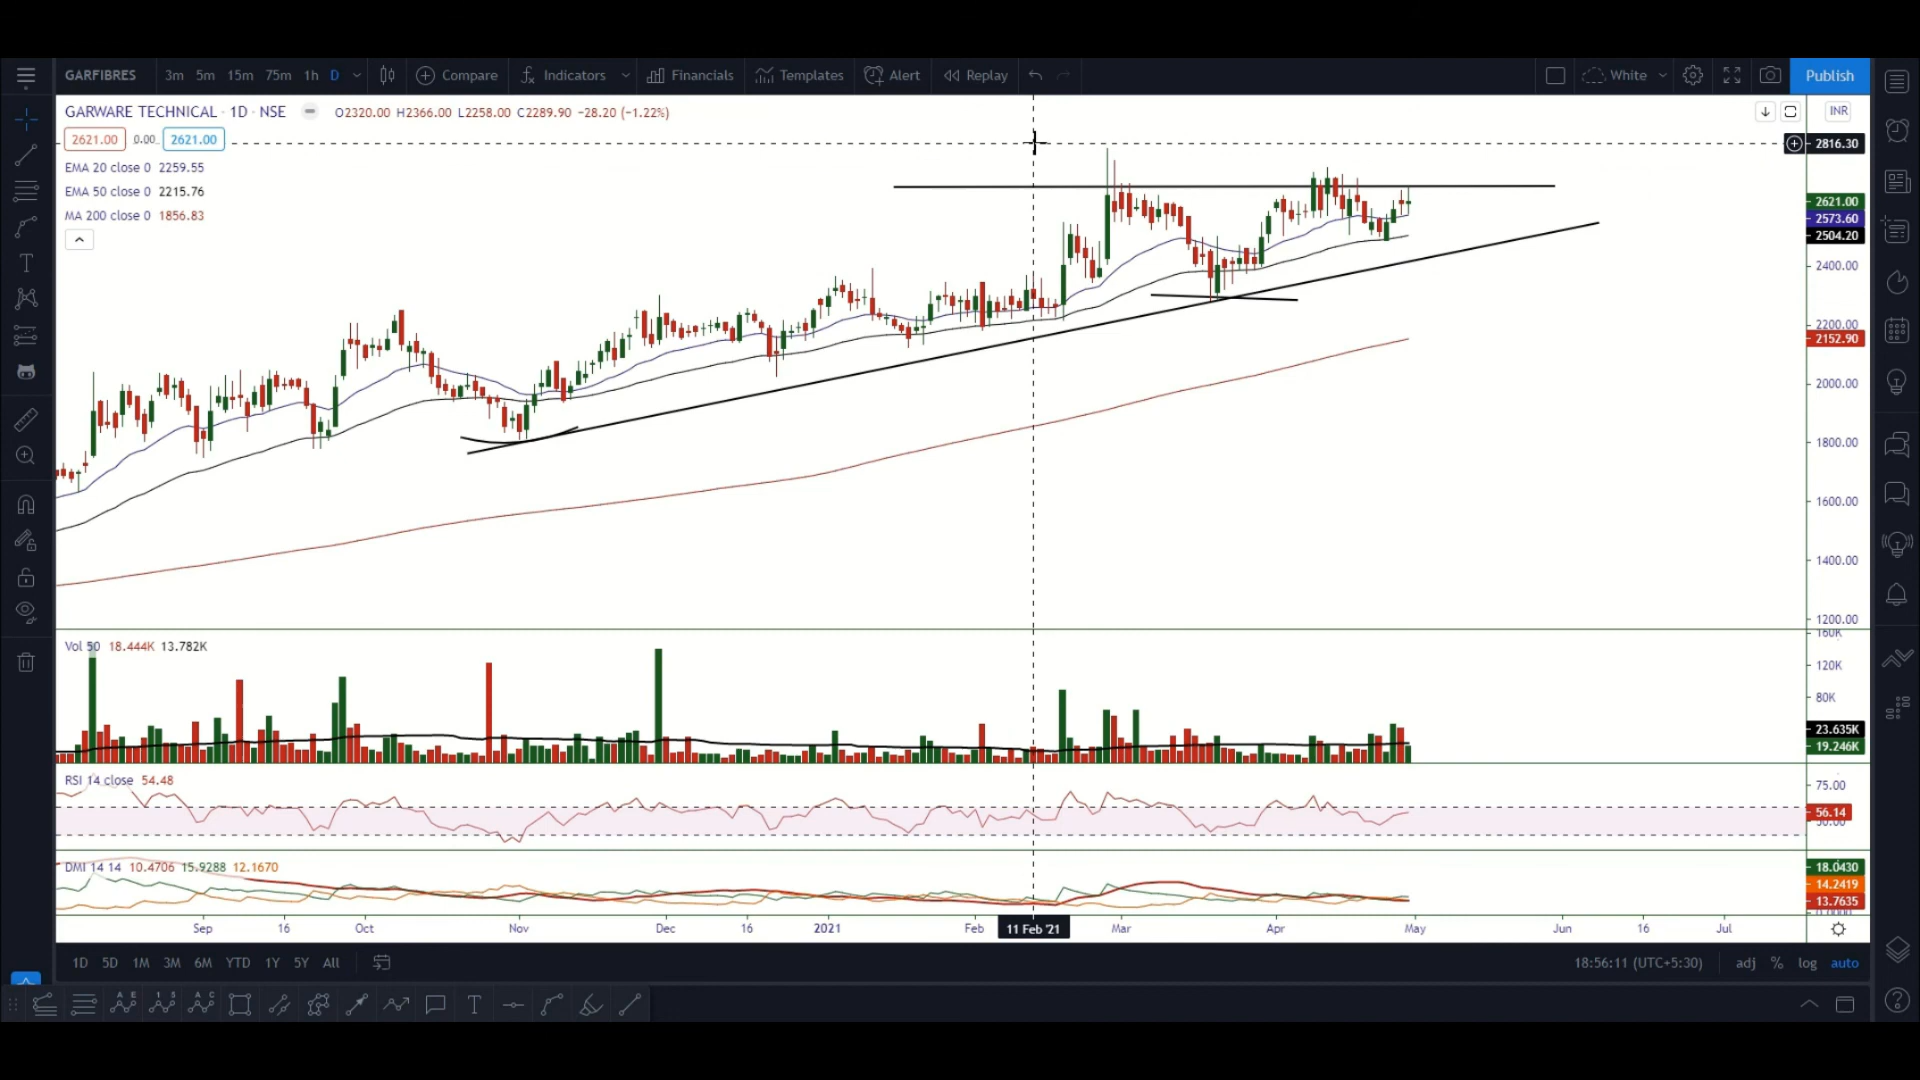 GARFIBRES 3m 5m 15m 75m 1h D Compare Indicators Financials Templates Alert Replay White Publish
GARWARE TECHNICAL · 1D · NSE O2320.00 H2366.00 L2258.00 C2289.90 −28.20 (−1.22%) INR
2621.00 0.00 2621.00
2816.30
EMA 20 close 0 2259.55
EMA 50 close 0 2215.76
MA 200 close 0 1856.83
2621.00
2573.60
2504.20
2400.00
2200.00
2152.90
2000.00
1800.00
1600.00
1400.00
1200.00
160K
Vol 50 18.444K 13.782K
120K
80K
23.635K
19.246K
RSI 14 close 54.48
75.00
56.14
DMI 14 14 10.4706 15.9288 12.1670
18.0430
14.2419
13.7635
Sep 16 Oct Nov Dec 16 2021 Feb 11 Feb '21 Mar Apr May Jun 16 Jul
1D 5D 1M 3M 6M YTD 1Y 5Y All 18:56:11 (UTC+5:30) adj % log auto